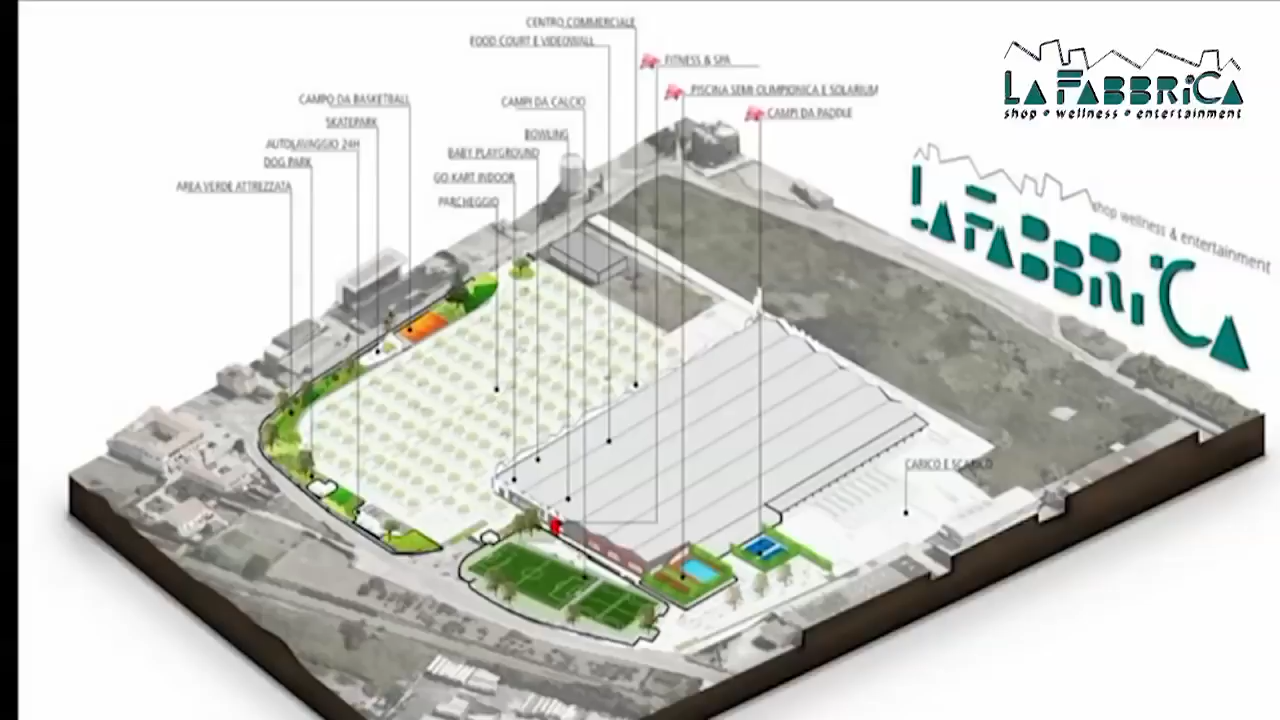 CENTRO COMMERCIALE
FOOD COURT E VIDEOWALL
FITNESS & SPA
PISCINA SEMI OLIMPIONICA E SOLARIUM
CAMPI DA PADDLE
CAMPO DA BASKETBALL
CAMPI DA CALCIO
SKATEPARK
BOWLING
AUTOLAVAGGIO 24H
BABY PLAYGROUND
DOG PARK
GO KART INDOOR
AREA VERDE ATTREZZATA
PARCHEGGIO
LA FABBRICA
shop • wellness • entertainment
shop wellness & entertainment
LA FABBRICA
CARICO E SCARICO